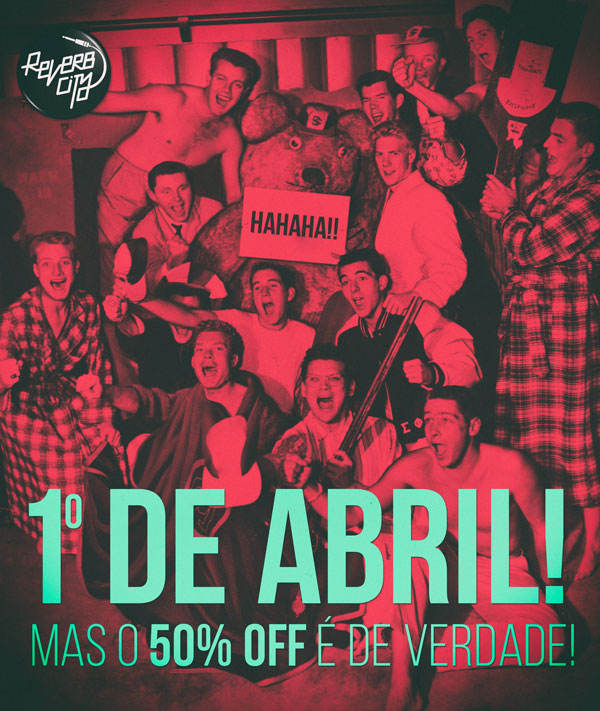 ReVerB
CiTy
HAHAHA!!
1º DE ABRIL!
MAS O 50% OFF É DE VERDADE!